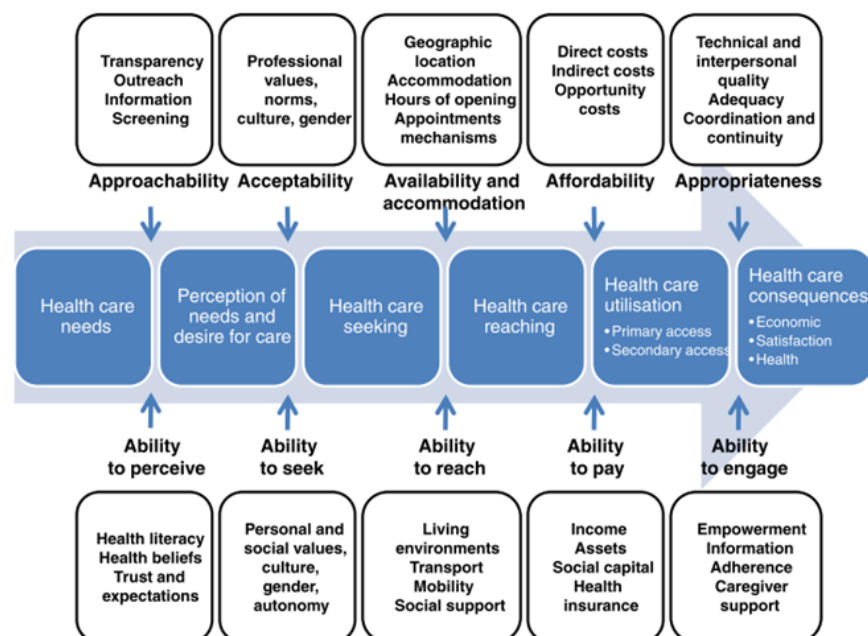 Transparency
Outreach
Information
Screening
Professional
values,
norms,
culture, gender
Geographic
location
Accommodation
Hours of opening
Appointments
mechanisms
Direct costs
Indirect costs
Opportunity
costs
Technical and
interpersonal
quality
Adequacy
Coordination and
continuity
Approachability
Acceptability
Availability and
accommodation
Affordability
Appropriateness
Health care
needs
Perception of
needs and
desire for care
Health care
seeking
Health care
reaching
Health care
utilisation
• Primary access
• Secondary access
Health care
consequences
• Economic
• Satisfaction
• Health
Ability
to perceive
Ability
to seek
Ability
to reach
Ability
to pay
Ability
to engage
Health literacy
Health beliefs
Trust and
expectations
Personal and
social values,
culture,
gender,
autonomy
Living
environments
Transport
Mobility
Social support
Income
Assets
Social capital
Health
insurance
Empowerment
Information
Adherence
Caregiver
support